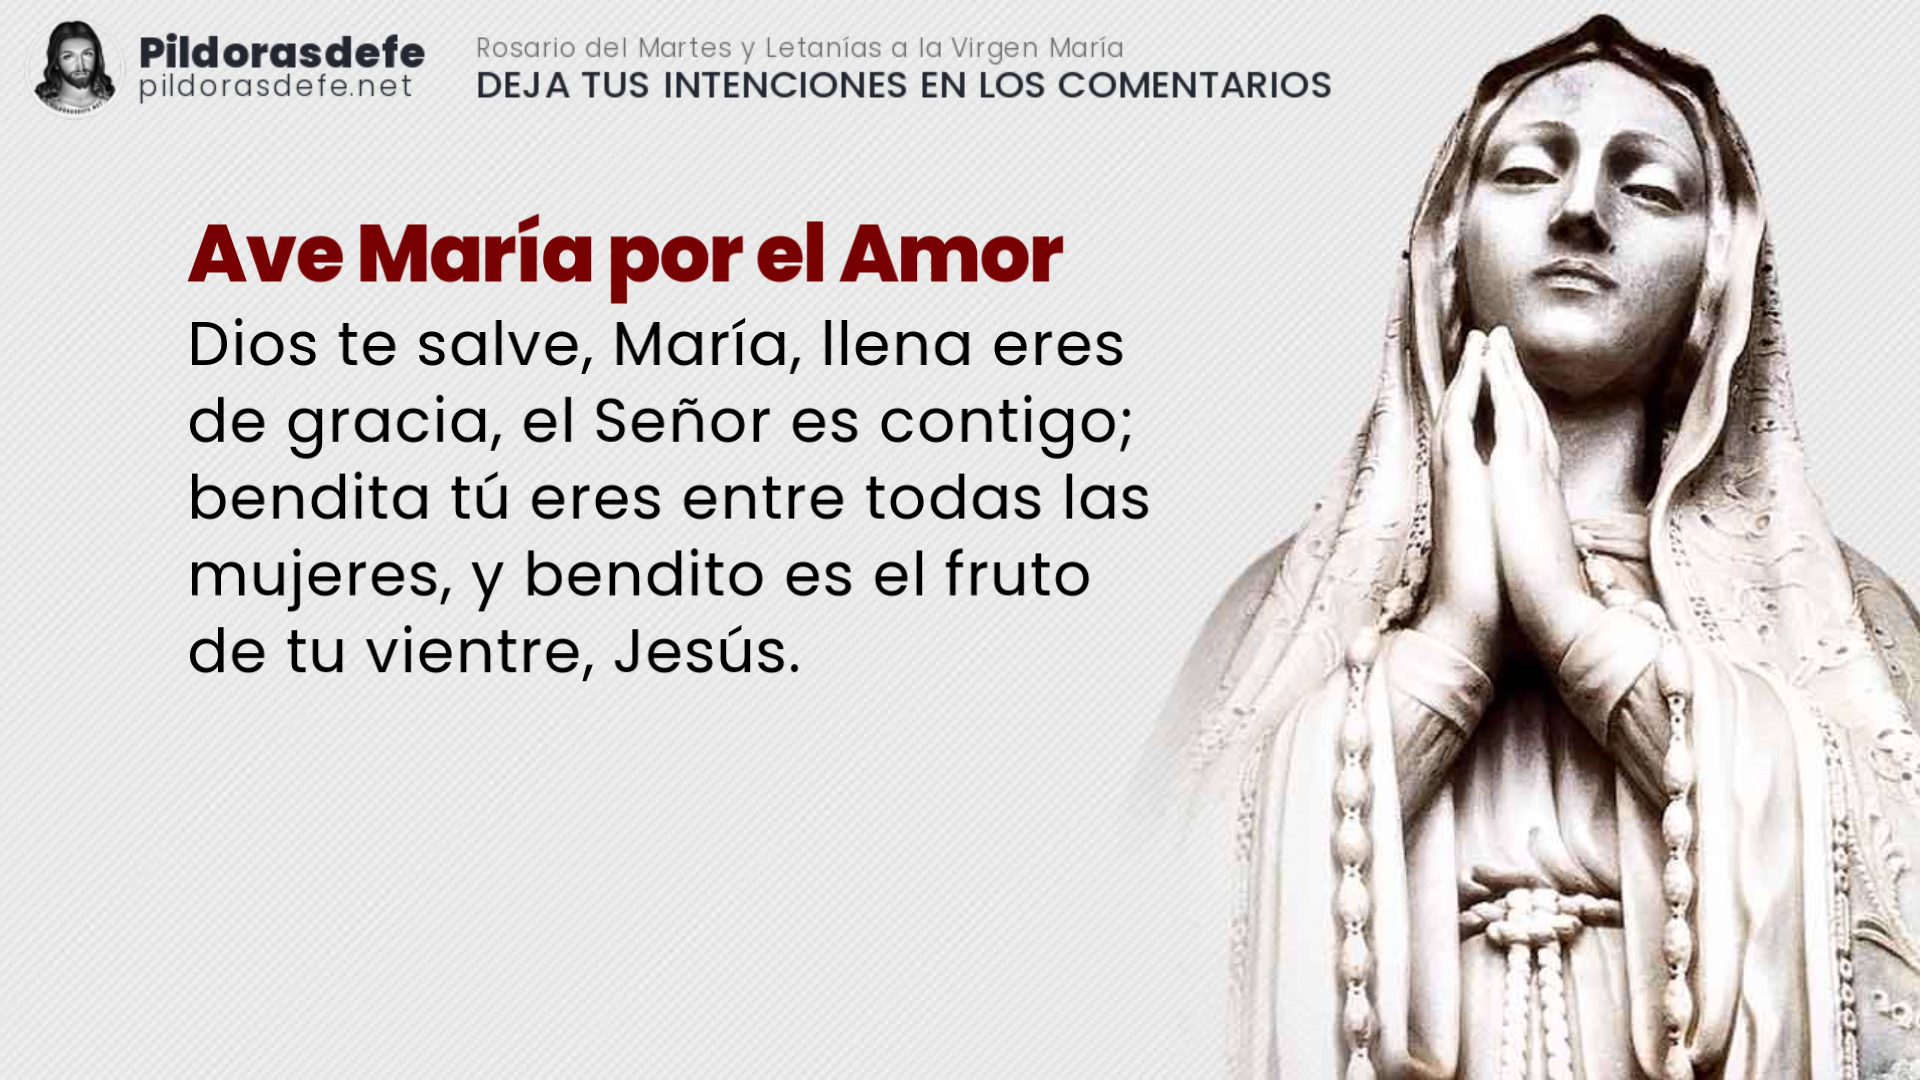 Pildorasdefe
pildorasdefe.net
Rosario del Martes y Letanías a la Virgen María
DEJA TUS INTENCIONES EN LOS COMENTARIOS
Ave María por el Amor
Dios te salve, María, llena eres
de gracia, el Señor es contigo;
bendita tú eres entre todas las
mujeres, y bendito es el fruto
de tu vientre, Jesús.